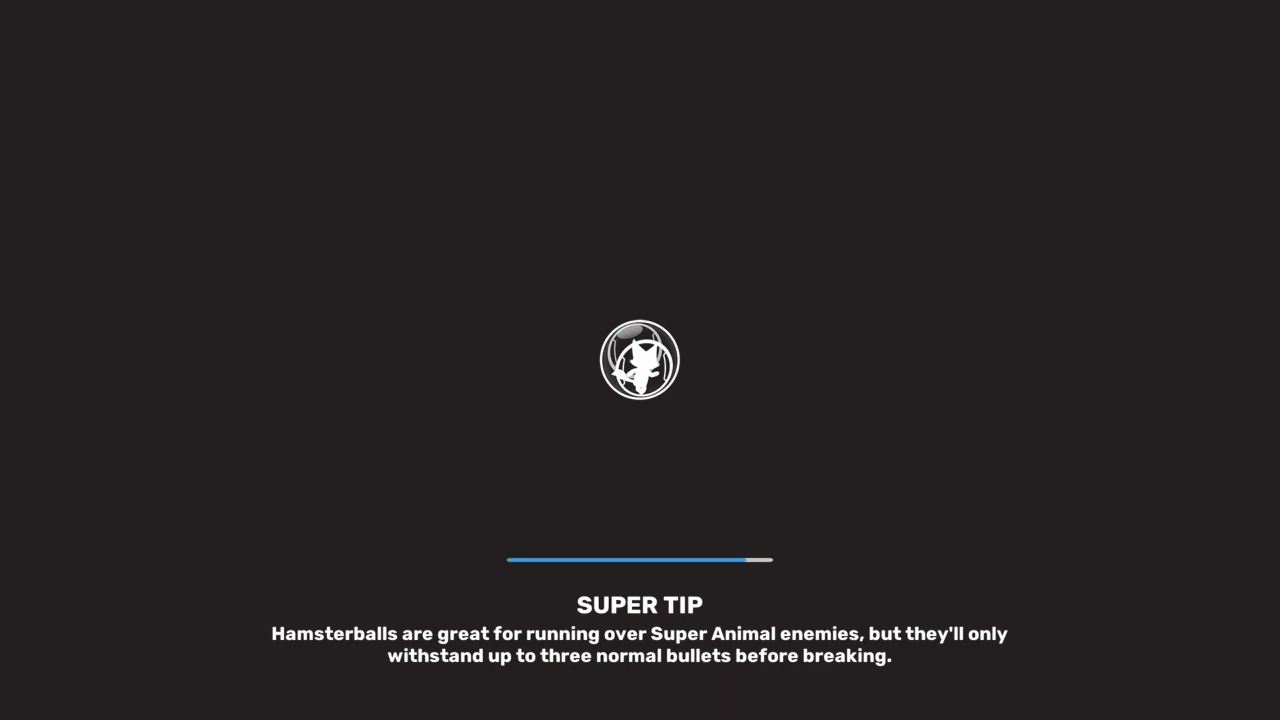 SUPER TIP
Hamsterballs are great for running over Super Animal enemies, but they'll only
withstand up to three normal bullets before breaking.